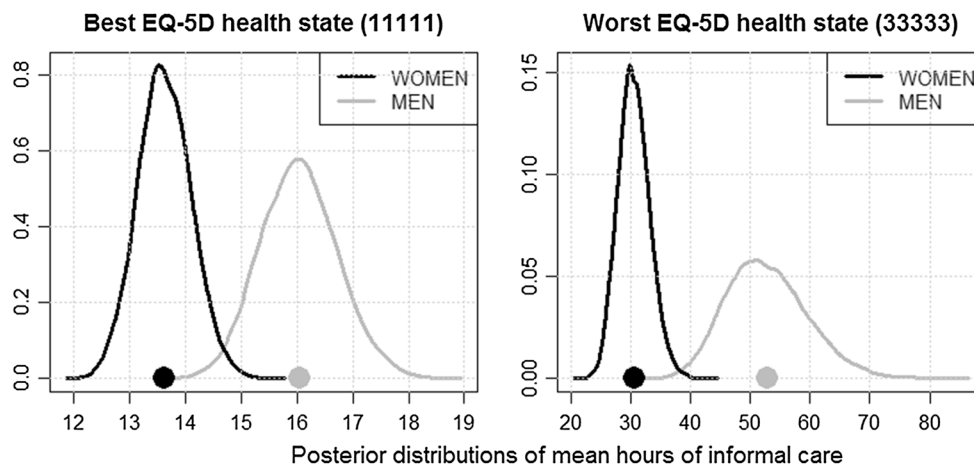 Best EQ-5D health state (11111)
WOMEN
MEN
0.8
0.6
0.4
0.2
0.0
12 13 14 15 16 17 18 19
Worst EQ-5D health state (33333)
WOMEN
MEN
0.15
0.10
0.05
0.00
20 30 40 50 60 70 80
Posterior distributions of mean hours of informal care